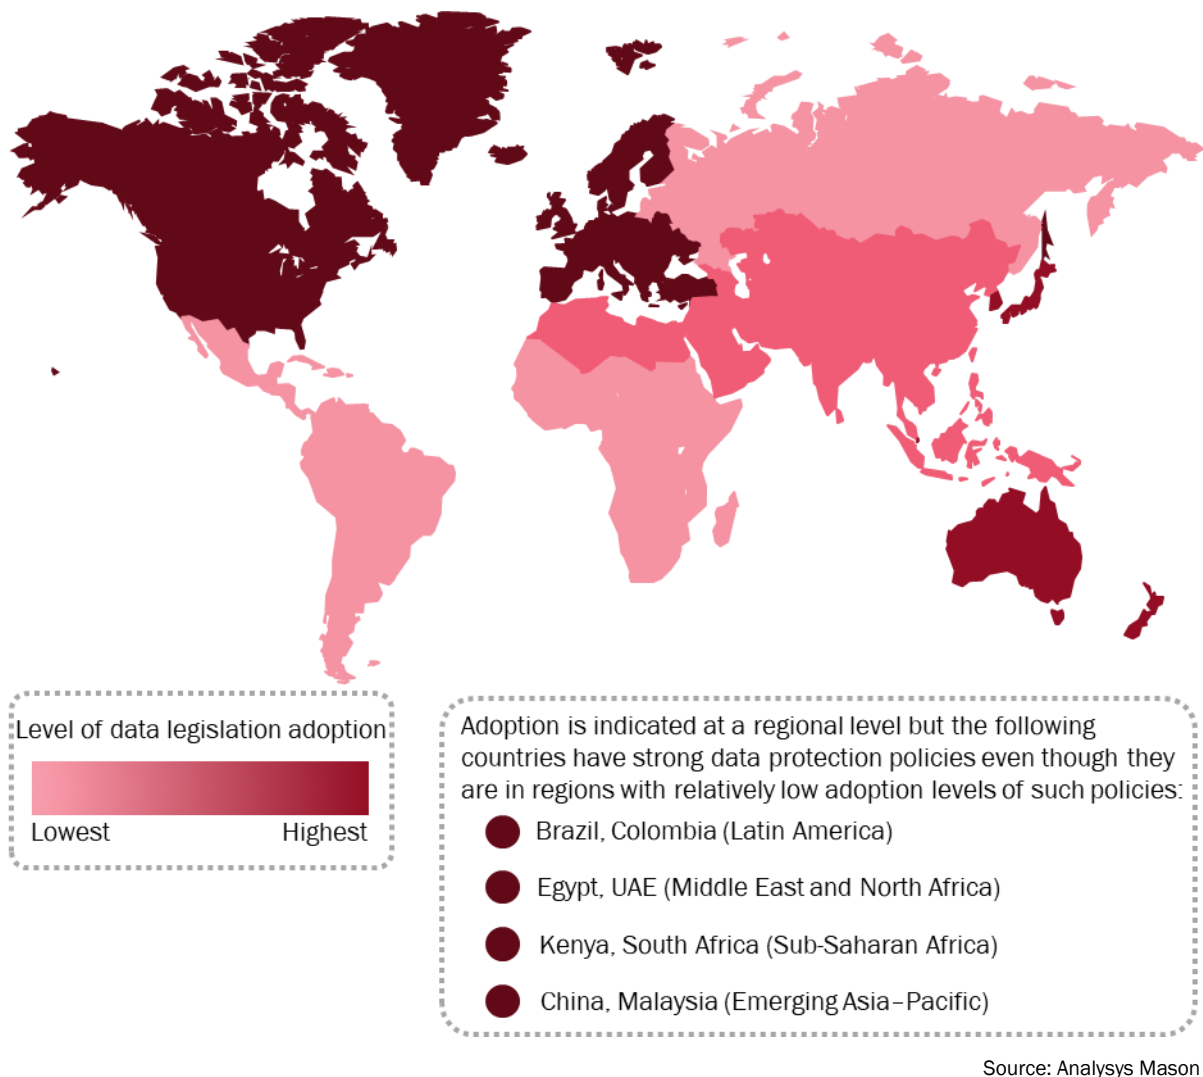 Level of data legislation adoption
Lowest Highest
Adoption is indicated at a regional level but the following
countries have strong data protection policies even though they
are in regions with relatively low adoption levels of such policies:
Brazil, Colombia (Latin America)
Egypt, UAE (Middle East and North Africa)
Kenya, South Africa (Sub-Saharan Africa)
China, Malaysia (Emerging Asia–Pacific)
Source: Analysys Mason